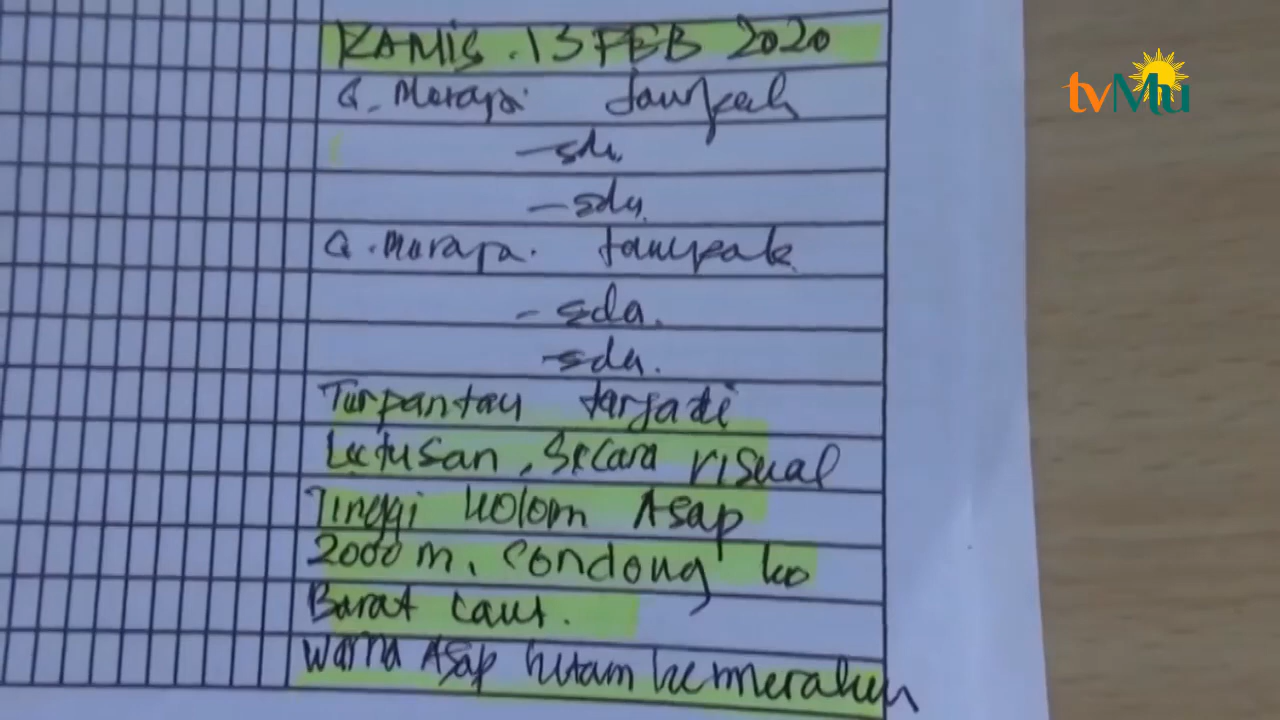 KAMIS. 13 FEB 2020
G. Merapi tampak
- sda.
- sda.
G. Merapi. tampak
- sda.
- sda.
Terpantau terjadi
Letusan, Secara visual
Tinggi kolom Asap
2000 m, condong ke
Barat Laut.
Warna Asap hitam kemerahan
tvMu